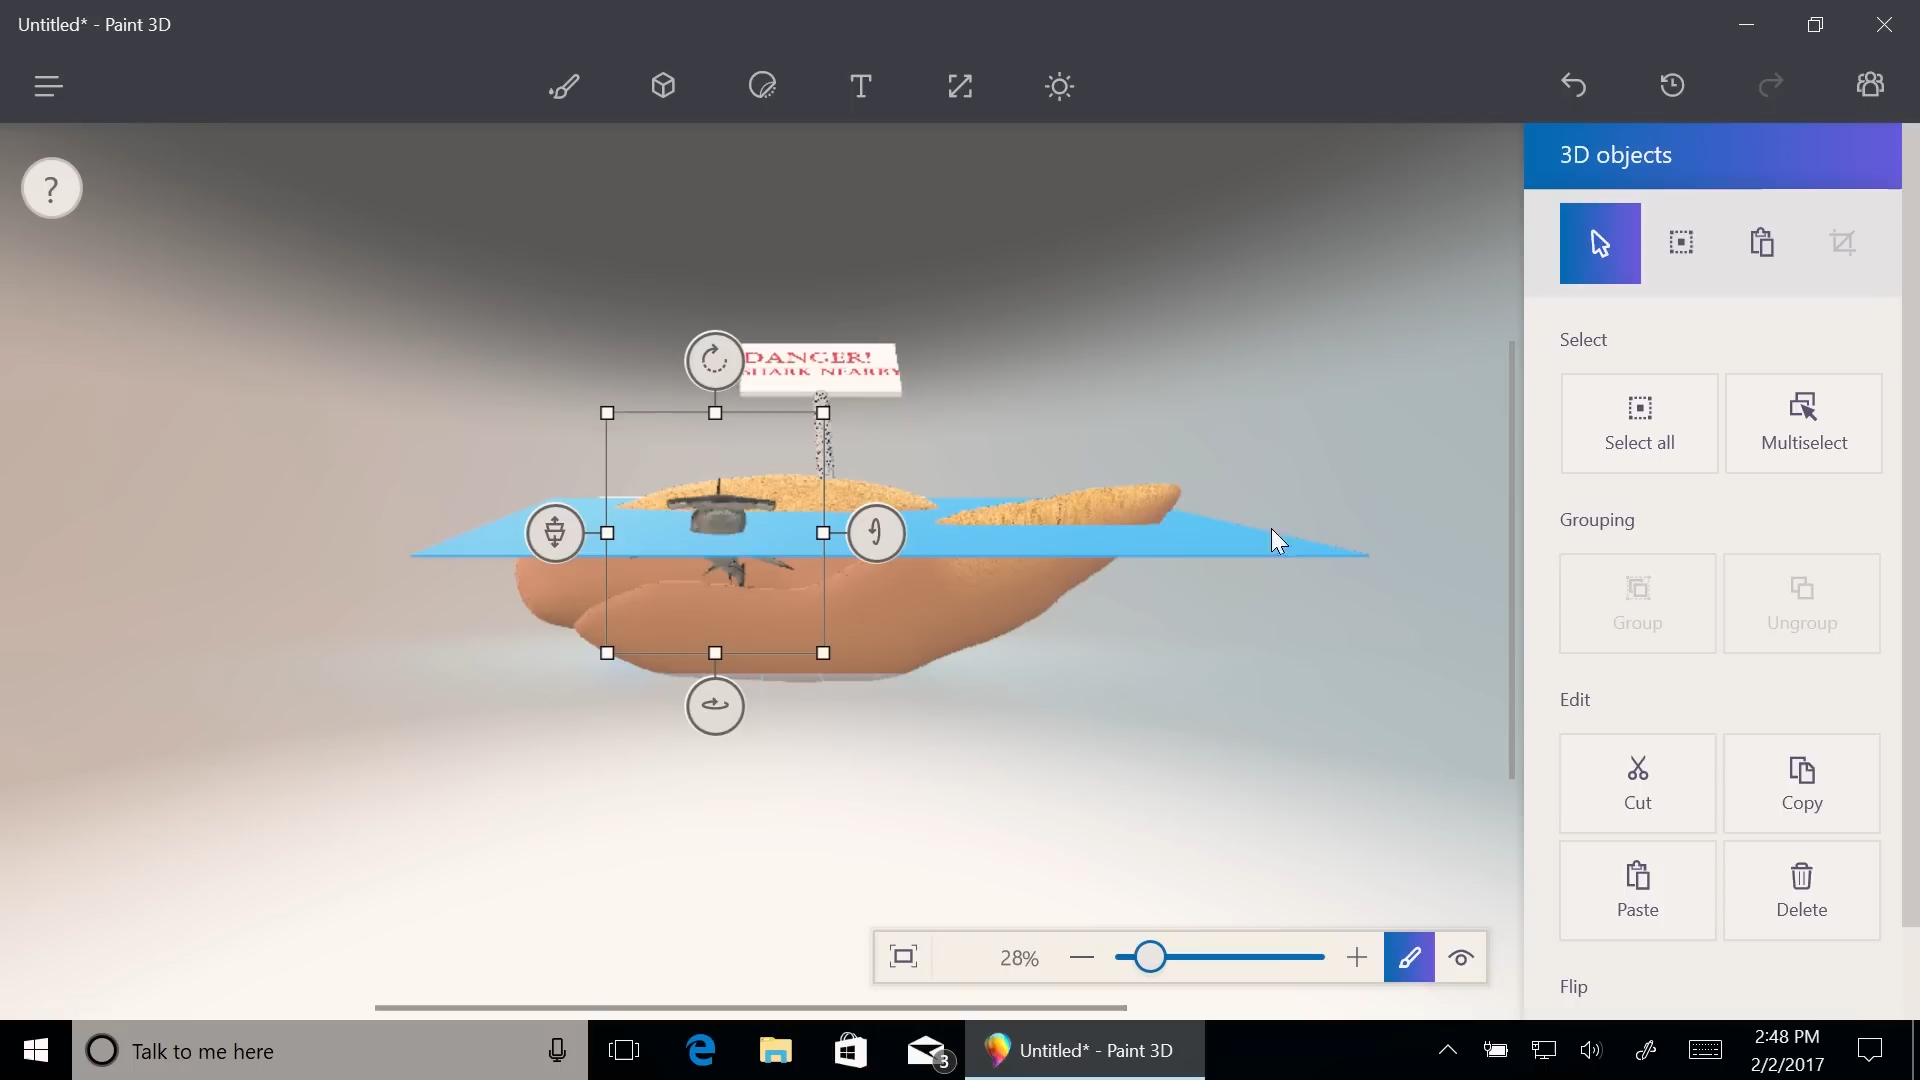 Untitled* - Paint 3D
?
3D objects
DANGER!
SHARK NEARBY
Select
Select all
Multiselect
Grouping
Group
Ungroup
Edit
Cut
Copy
Paste
Delete
28%
Flip
Talk to me here
3
Untitled* - Paint 3D
2:48 PM
2/2/2017